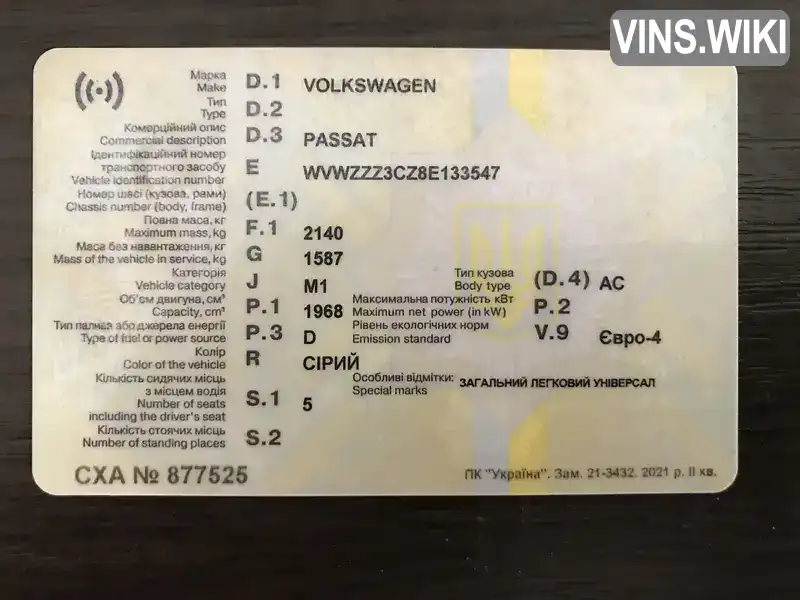 VINS.WIKI
Марка
Make D.1 VOLKSWAGEN
Тип
Type D.2
Комерційний опис
Commercial description D.3 PASSAT
Ідентифікаційний номер
транспортного засобу
Vehicle identification number E WVWZZZ3CZ8E133547
Номер шасі (кузова, рами)
Chassis number (body, frame) (E.1)
Повна маса, кг
Maximum mass, kg F.1 2140
Маса без навантаження, кг
Mass of the vehicle in service, kg G 1587
Категорія
Vehicle category J M1
Тип кузова
Body type (D.4) AC
Об'єм двигуна, см³
Capacity, cm³ P.1 1968
Максимальна потужність кВт
Maximum net power (in kW) P.2
Тип палива або джерела енергії
Type of fuel or power source P.3 D
Рівень екологічних норм
Emission standard V.9 Євро-4
Колір
Color of the vehicle R СІРИЙ
Особливі відмітки:
Special marks ЗАГАЛЬНИЙ ЛЕГКОВИЙ УНІВЕРСАЛ
Кількість сидячих місць
з місцем водія
Number of seats
including the driver's seat S.1 5
Кількість стоячих місць
Number of standing places S.2
СХА № 877525
ПК "Україна". Зам. 21-3432. 2021 р. II кв.